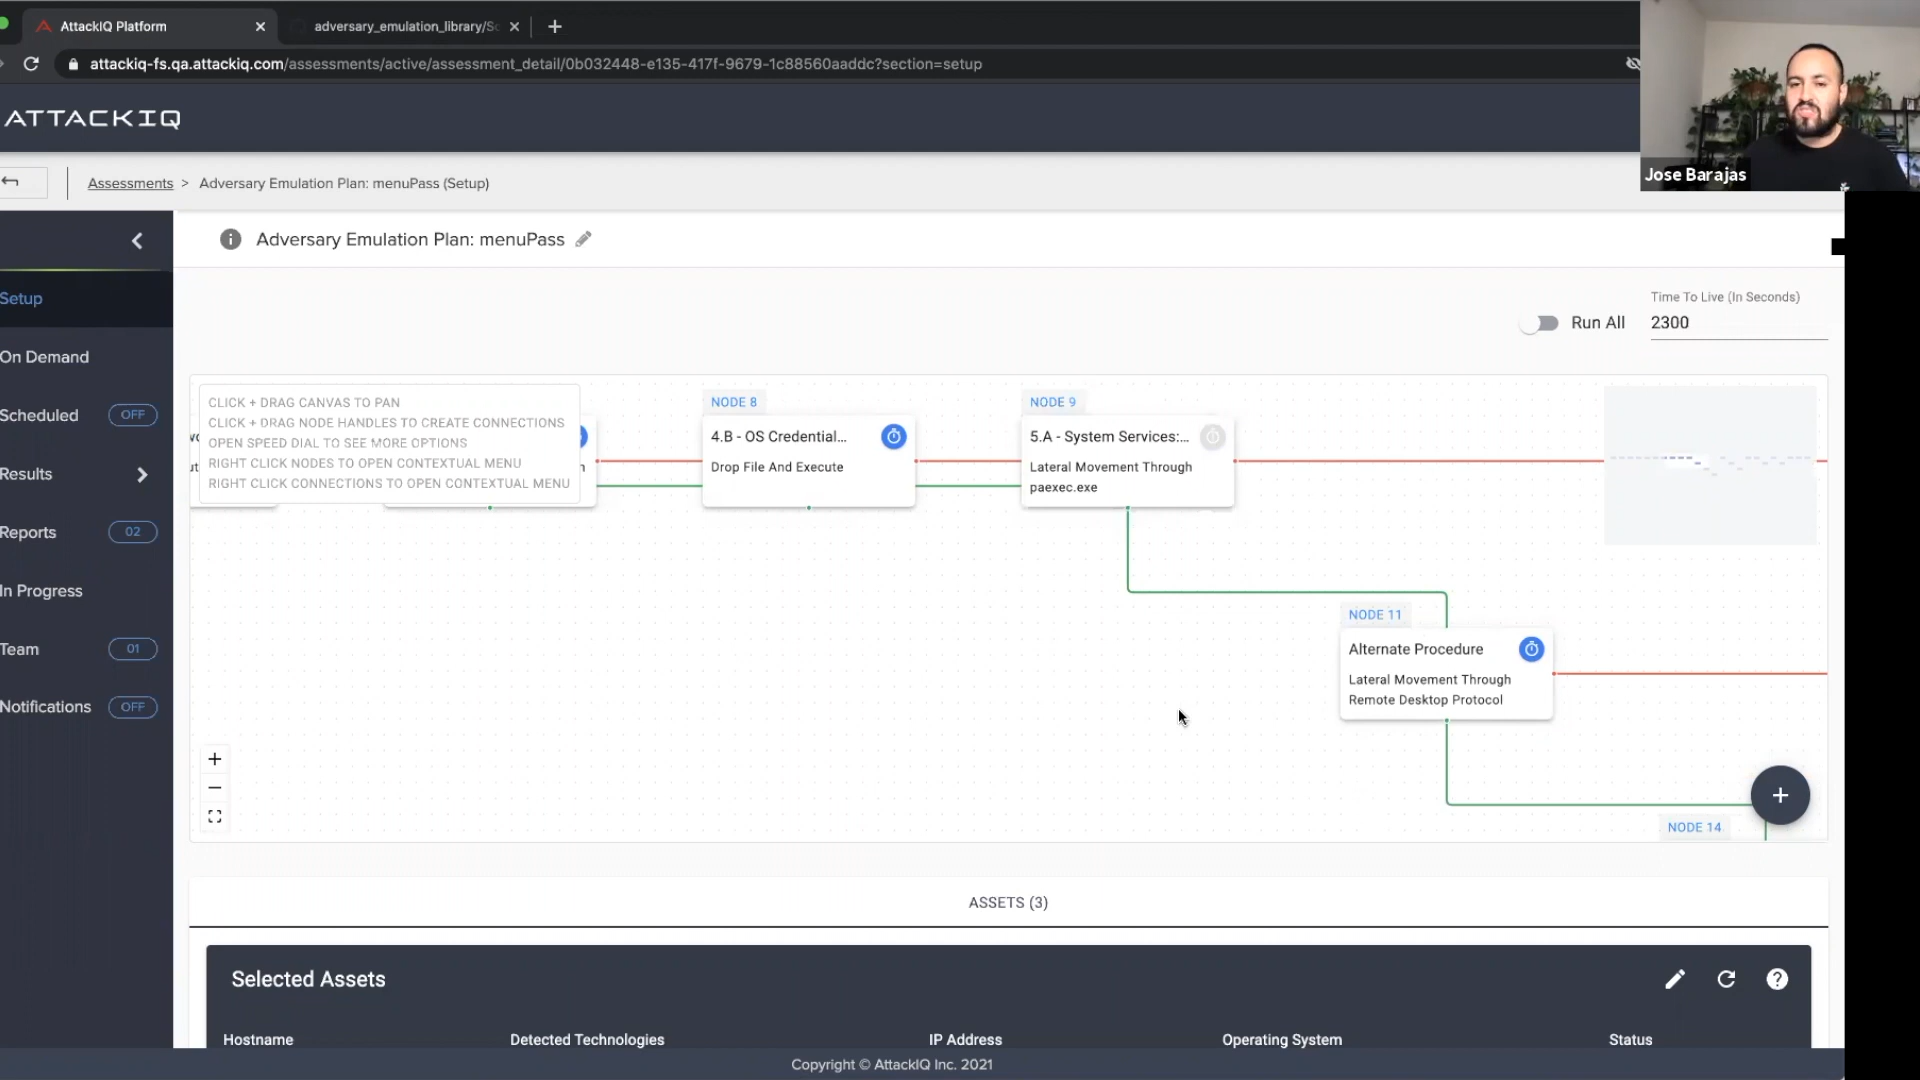 AttackIQ Platform
adversary_emulation_library/Sc
attackiq-fs.qa.attackiq.com/assessments/active/assessment_detail/0b032448-e135-417f-9679-1c88560aaddc?section=setup
ATTACKIQ
Jose Barajas
Assessments > Adversary Emulation Plan: menuPass (Setup)
Adversary Emulation Plan: menuPass
Setup
On Demand
Scheduled OFF
Results
Reports 02
In Progress
Team 01
Notifications OFF
Time To Live (In Seconds)
Run All 2300
CLICK + DRAG CANVAS TO PAN
CLICK + DRAG NODE HANDLES TO CREATE CONNECTIONS
OPEN SPEED DIAL TO SEE MORE OPTIONS
RIGHT CLICK NODES TO OPEN CONTEXTUAL MENU
RIGHT CLICK CONNECTIONS TO OPEN CONTEXTUAL MENU
NODE 8
4.B - OS Credential...
Drop File And Execute
NODE 9
5.A - System Services:...
Lateral Movement Through
paexec.exe
NODE 11
Alternate Procedure
Lateral Movement Through
Remote Desktop Protocol
NODE 14
ASSETS (3)
Selected Assets
Hostname Detected Technologies IP Address Operating System Status
Copyright © AttackIQ Inc. 2021